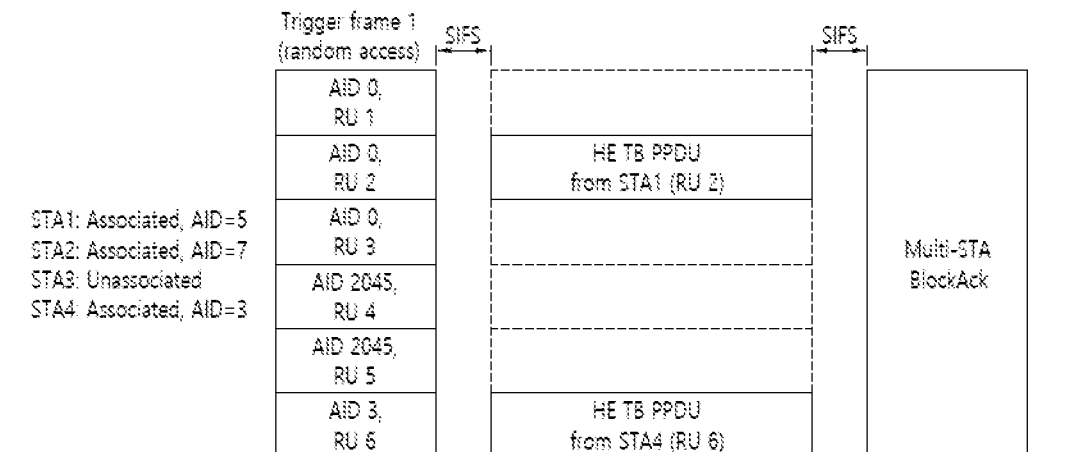 Trigger frame 1
(random access)
SIFS
SIFS
AID 0,
RU 1
AID 0,
RU 2
HE TB PPDU
from STA1 (RU 2)
STA1: Associated, AID=5
STA2: Associated, AID=7
STA3: Unassociated
STA4: Associated, AID=3
AID 0,
RU 3
AID 2045,
RU 4
AID 2045,
RU 5
AID 3,
RU 6
HE TB PPDU
from STA4 (RU 6)
Multi-STA
BlockAck